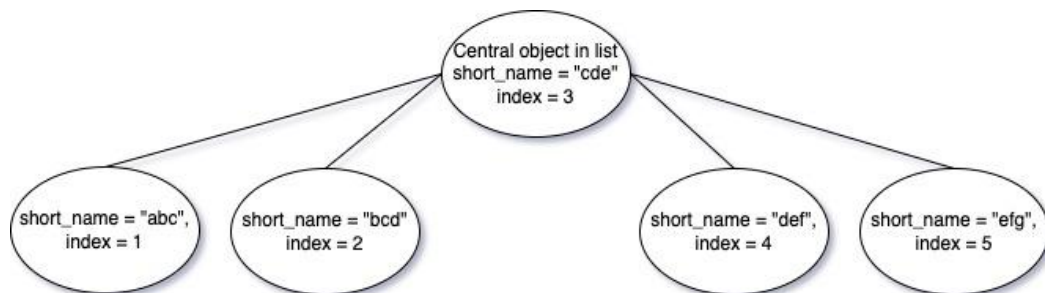 Central object in list
short_name = "cde"
index = 3
short_name = "abc",
index = 1
short_name = "bcd"
index = 2
short_name = "def",
index = 4
short_name = "efg",
index = 5